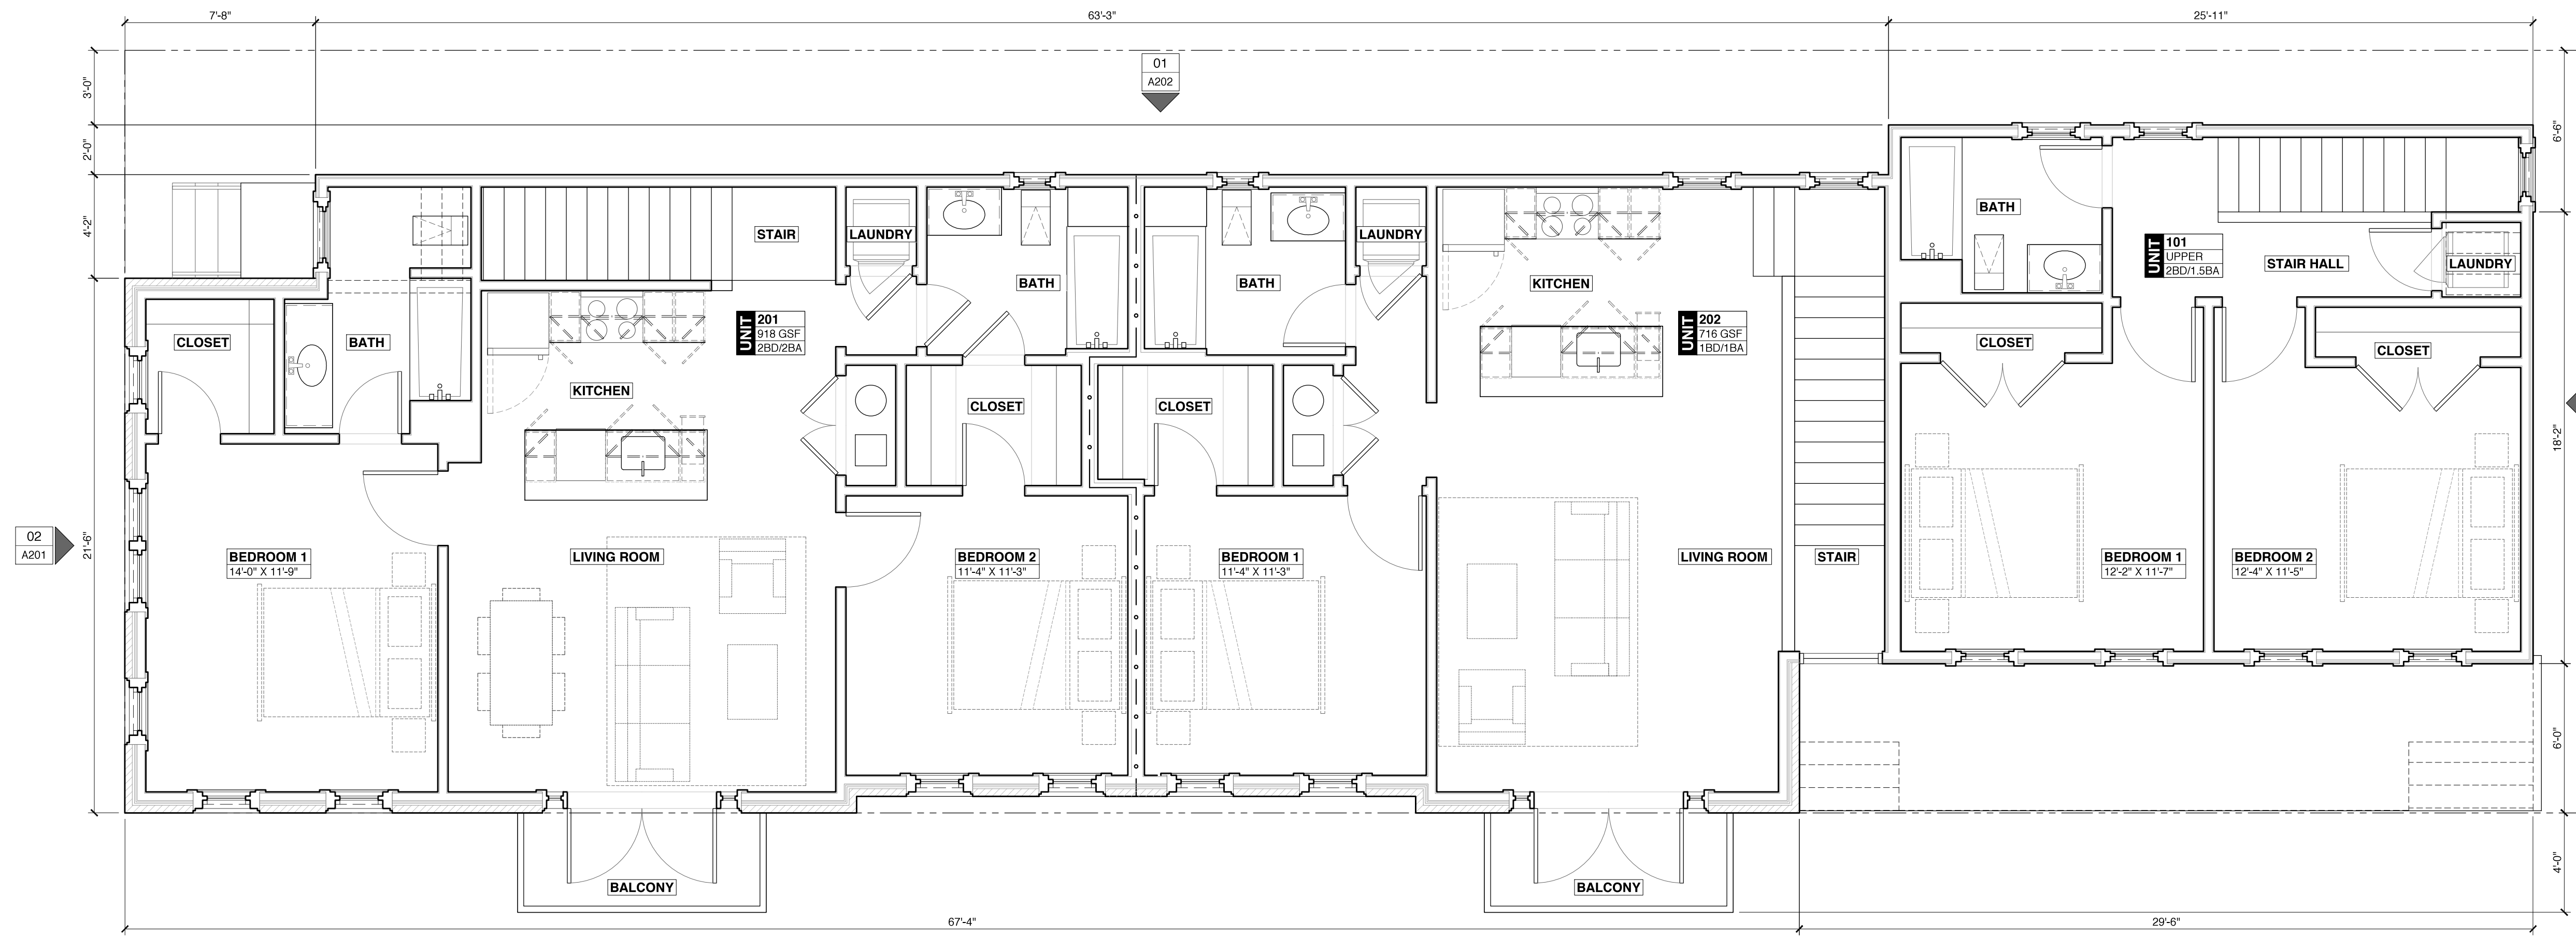 7'-8"
63'-3"
25'-11"
3'-0"
2'-0"
4'-2"
21'-6"
01
A202
02
A201
6'-6"
18'-2"
6'-0"
4'-0"
STAIR
LAUNDRY
BATH
BATH
LAUNDRY
KITCHEN
BATH
UNIT
101
UPPER
2BD/1.5BA
STAIR HALL
LAUNDRY
CLOSET
BATH
UNIT
201
918 GSF
2BD/2BA
KITCHEN
CLOSET
CLOSET
UNIT
202
716 GSF
1BD/1BA
CLOSET
CLOSET
BEDROOM 1
14'-0" X 11'-9"
LIVING ROOM
BEDROOM 2
11'-4" X 11'-3"
BEDROOM 1
11'-4" X 11'-3"
LIVING ROOM
STAIR
BEDROOM 1
12'-2" X 11'-7"
BEDROOM 2
12'-4" X 11'-5"
BALCONY
BALCONY
67'-4"
29'-6"